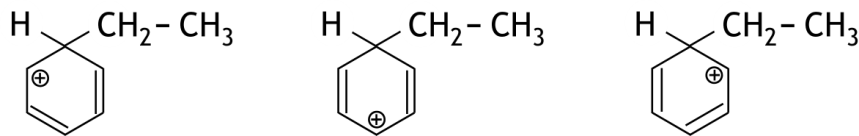 H CH₂– CH₃ H CH₂– CH₃ H CH₂– CH₃
⊕ ⊕ ⊕